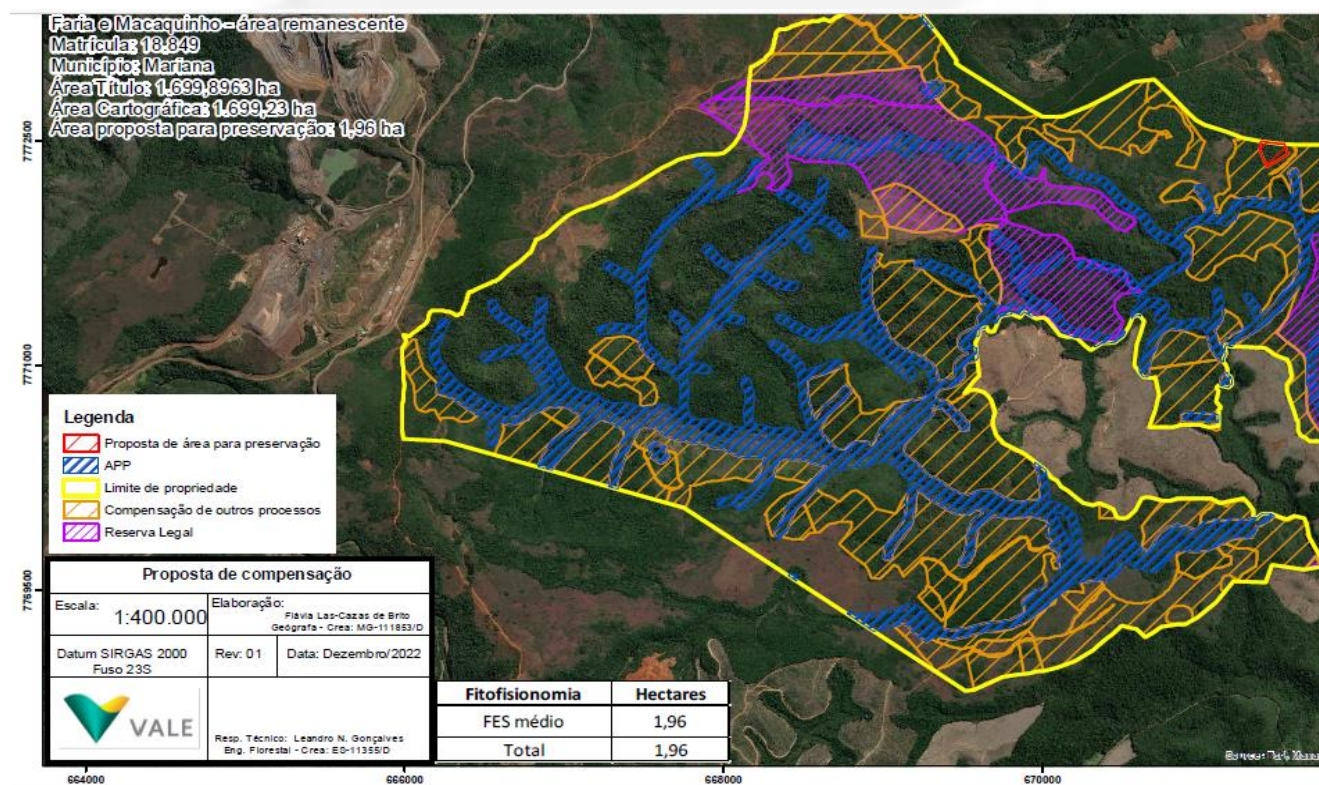 Faria e Macaquinho - área remanescente
Matrícula: 18.849
Município: Mariana
Área Título: 1.699,8963 ha
Área Cartográfica: 1.699,23 ha
Área proposta para preservação: 1,96 ha
7772500
7771000
7769500
Legenda
Proposta de área para preservação
APP
Limite de propriedade
Compensação de outros processos
Reserva Legal
Proposta de compensação
Escala: 1:400.000
Elaboração:
Flávia Las-Cazas de Brito
Geógrafa - Crea: MG-111853/D
Datum SIRGAS 2000
Fuso 23S
Rev: 01
Data: Dezembro/2022
VALE
Resp. Técnico: Leandro N. Gonçalves
Eng. Florestal - Crea: ES-11355/D
Fitofisionomia Hectares
FES médio 1,96
Total 1,96
664000 666000 668000 670000